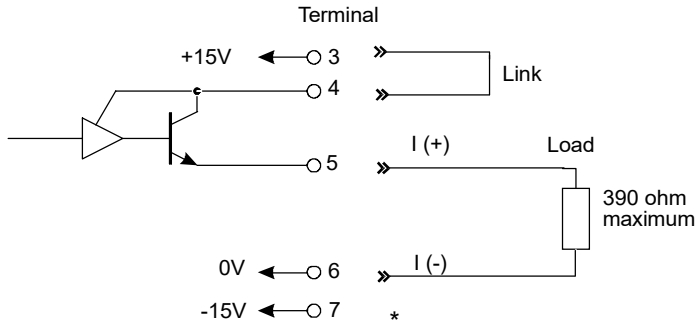 Terminal
+15V 3
4
Link
5
I (+)
Load
390 ohm
maximum
0V 6
I (-)
-15V 7
*